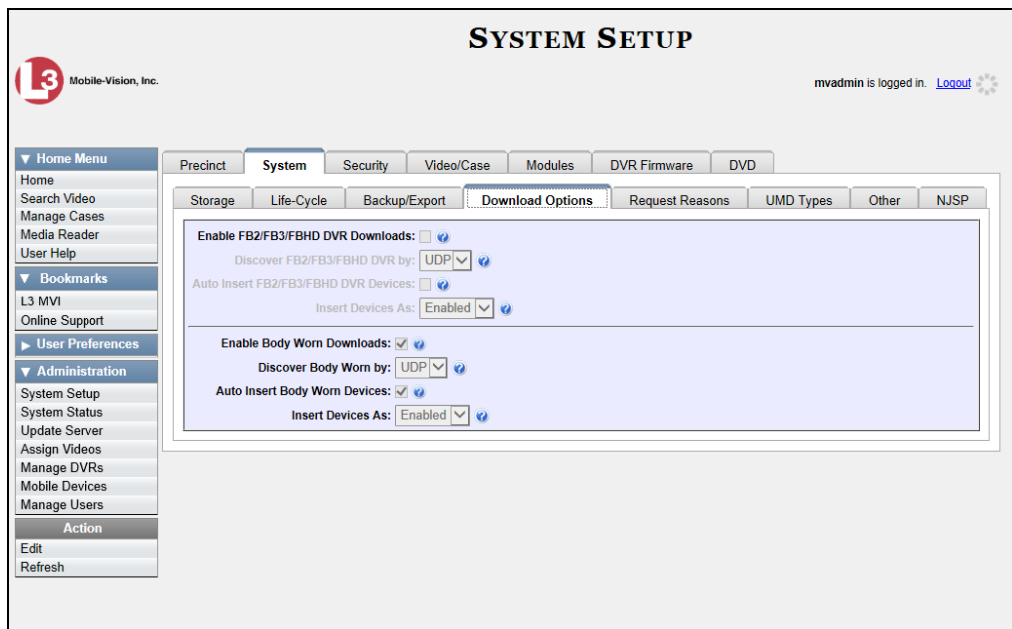 SYSTEM SETUP
L3 Mobile-Vision, Inc.
mvadmin is logged in. Logout
▼ Home Menu
Home
Search Video
Manage Cases
Media Reader
User Help
▼ Bookmarks
L3 MVI
Online Support
▶ User Preferences
▼ Administration
System Setup
System Status
Update Server
Assign Videos
Manage DVRs
Mobile Devices
Manage Users
Action
Edit
Refresh
Precinct System Security Video/Case Modules DVR Firmware DVD
Storage Life-Cycle Backup/Export Download Options Request Reasons UMD Types Other NJSP
Enable FB2/FB3/FBHD DVR Downloads: ?
Discover FB2/FB3/FBHD DVR by: UDP ?
Auto Insert FB2/FB3/FBHD DVR Devices: ?
Insert Devices As: Enabled ?
Enable Body Worn Downloads: ?
Discover Body Worn by: UDP ?
Auto Insert Body Worn Devices: ?
Insert Devices As: Enabled ?